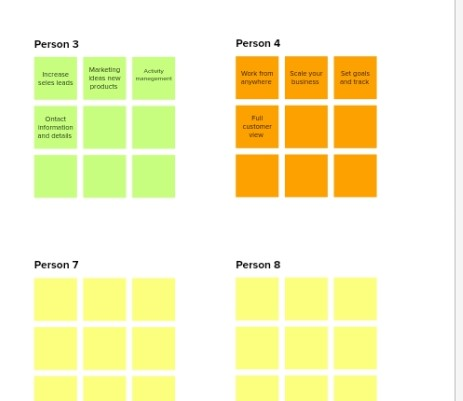 Person 3
Person 4
Increase
seles leads
Marketing
ideas new
products
Activity
management
Work from
anywhere
Scale your
business
Set goals
and track
Ontact
information
and details
Full
customer
view
Person 7
Person 8